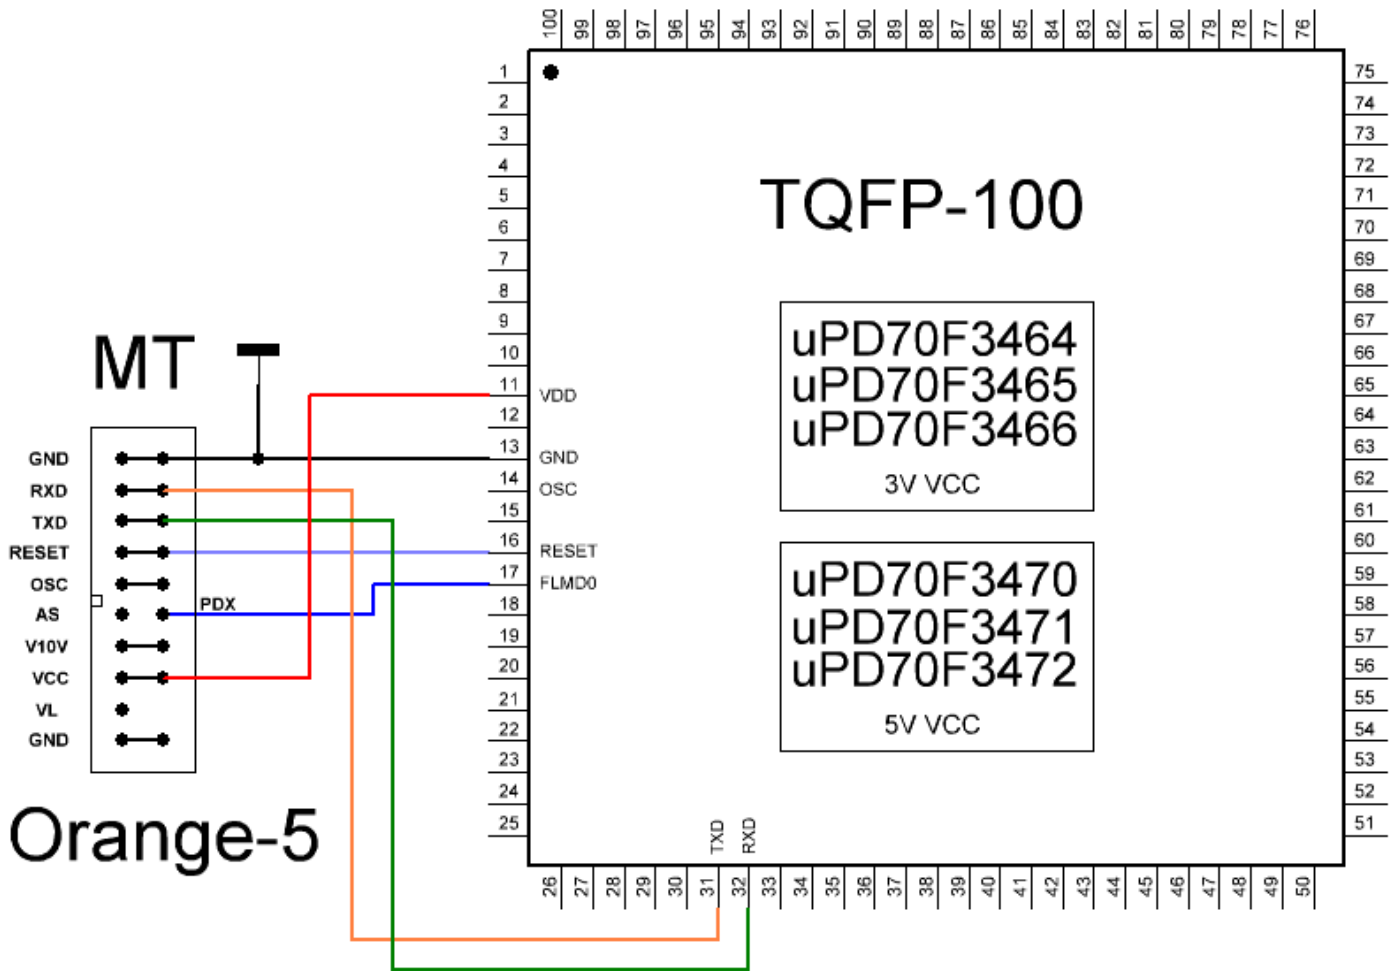 100 99 98 97 96 95 94 93 92 91 90 89 88 87 86 85 84 83 82 81 80 79 78 77 76
1 75
2 74
3 73
TQFP-100
4 72
5 71
6 70
7 69
8 68
uPD70F3464
9 67
10 66
MT
uPD70F3465
11 VDD 65
12 64
uPD70F3466
GND
13 GND 63
3V VCC
RXD
14 OSC 62
TXD
15 61
RESET
16 RESET 60
OSC
17 FLMD0 59
uPD70F3470
AS PDX
18 58
uPD70F3471
V10V
19 57
uPD70F3472
VCC
20 56
VL
21 55
5V VCC
GND
22 54
23 53
24 52
Orange-5
25 TXD RXD 51
26 27 28 29 30 31 32 33 34 35 36 37 38 39 40 41 42 43 44 45 46 47 48 49 50